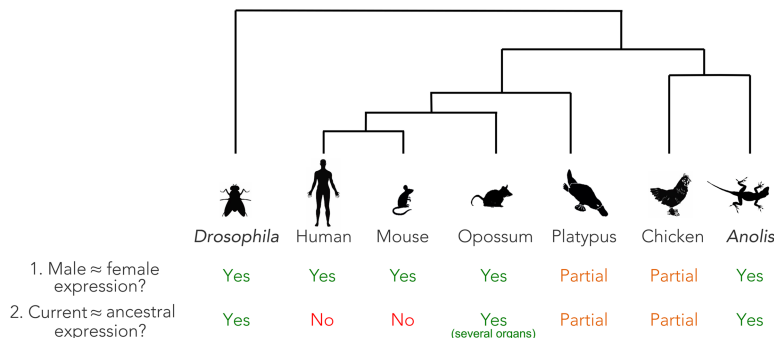 Drosophila Human Mouse Opossum Platypus Chicken Anolis
1. Male ≈ female expression? Yes Yes Yes Yes Partial Partial Yes
2. Current ≈ ancestral expression? Yes No No Yes (several organs) Partial Partial Yes